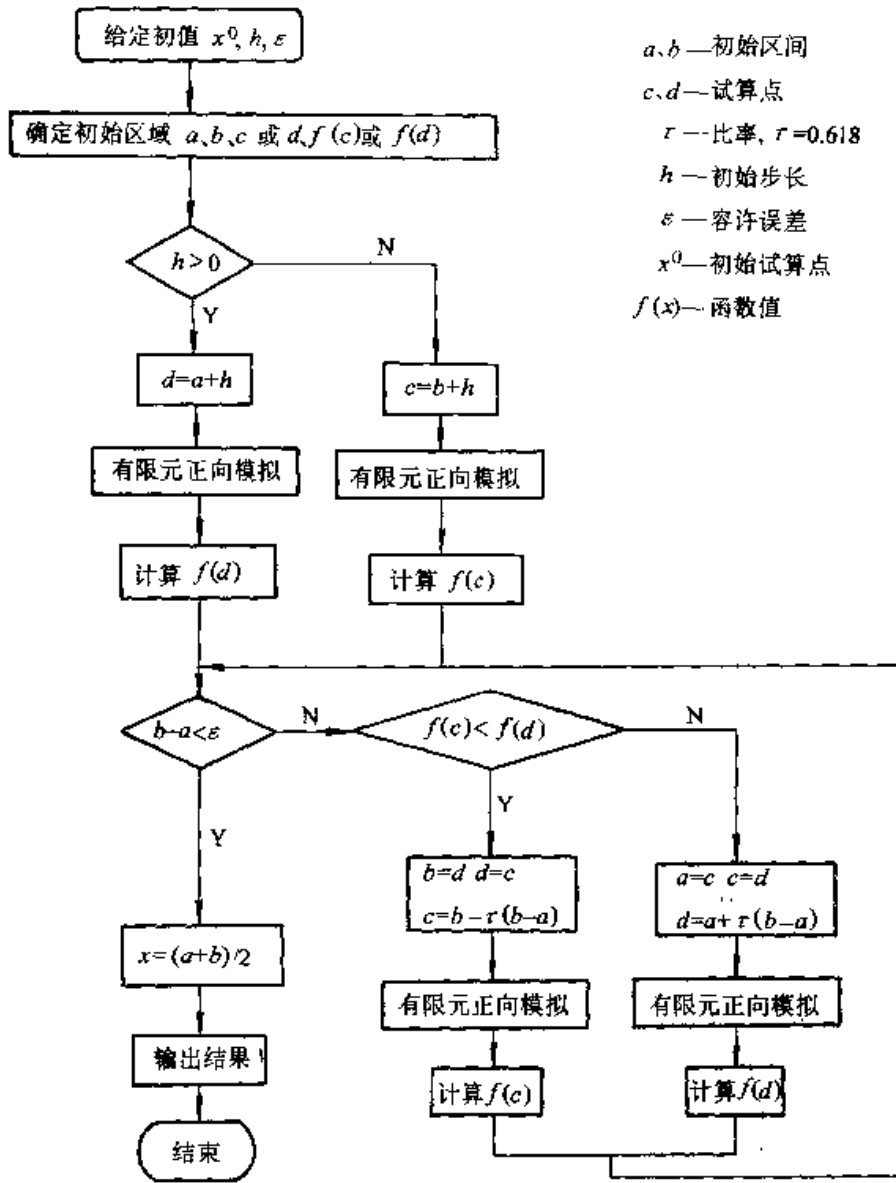 给定初值 x⁰, h, ε
确定初始区域 a、b、c 或 d、f(c)或 f(d)
h>0
N
Y
d=a+h
c=b+h
有限元正向模拟
有限元正向模拟
计算 f(d)
计算 f(c)
b-a<ε
N
f(c)<f(d)
N
Y
Y
b=d d=c
c=b-τ(b-a)
a=c c=d
d=a+τ(b-a)
x=(a+b)/2
有限元正向模拟
有限元正向模拟
输出结果
计算f(c)
计算f(d)
结束
a、b—初始区间
c、d—试算点
τ—比率, τ=0.618
h—初始步长
ε—容许误差
x⁰—初始试算点
f(x)—函数值